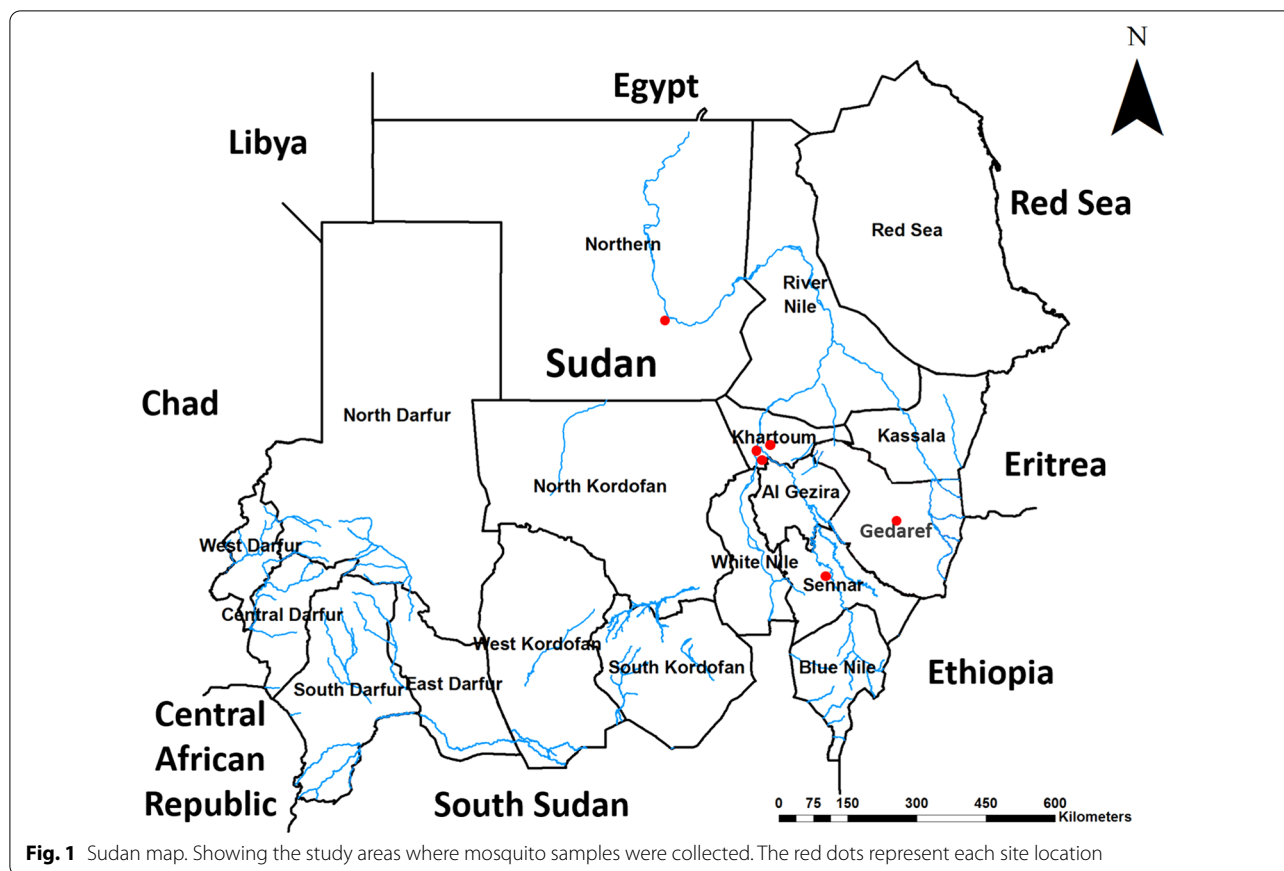 N
Egypt
Libya
Red Sea
Red Sea
Northern
River
Nile
Sudan
Chad
North Darfur
Khartoum
Kassala
Eritrea
North Kordofan
Al Gezira
Gedaref
West Darfur
White Nile
Sennar
Central Darfur
West Kordofan
South Kordofan
Blue Nile
Ethiopia
South Darfur
East Darfur
Central
African
Republic
South Sudan
0 75 150 300 450 600
Kilometers
Fig. 1 Sudan map. Showing the study areas where mosquito samples were collected. The red dots represent each site location